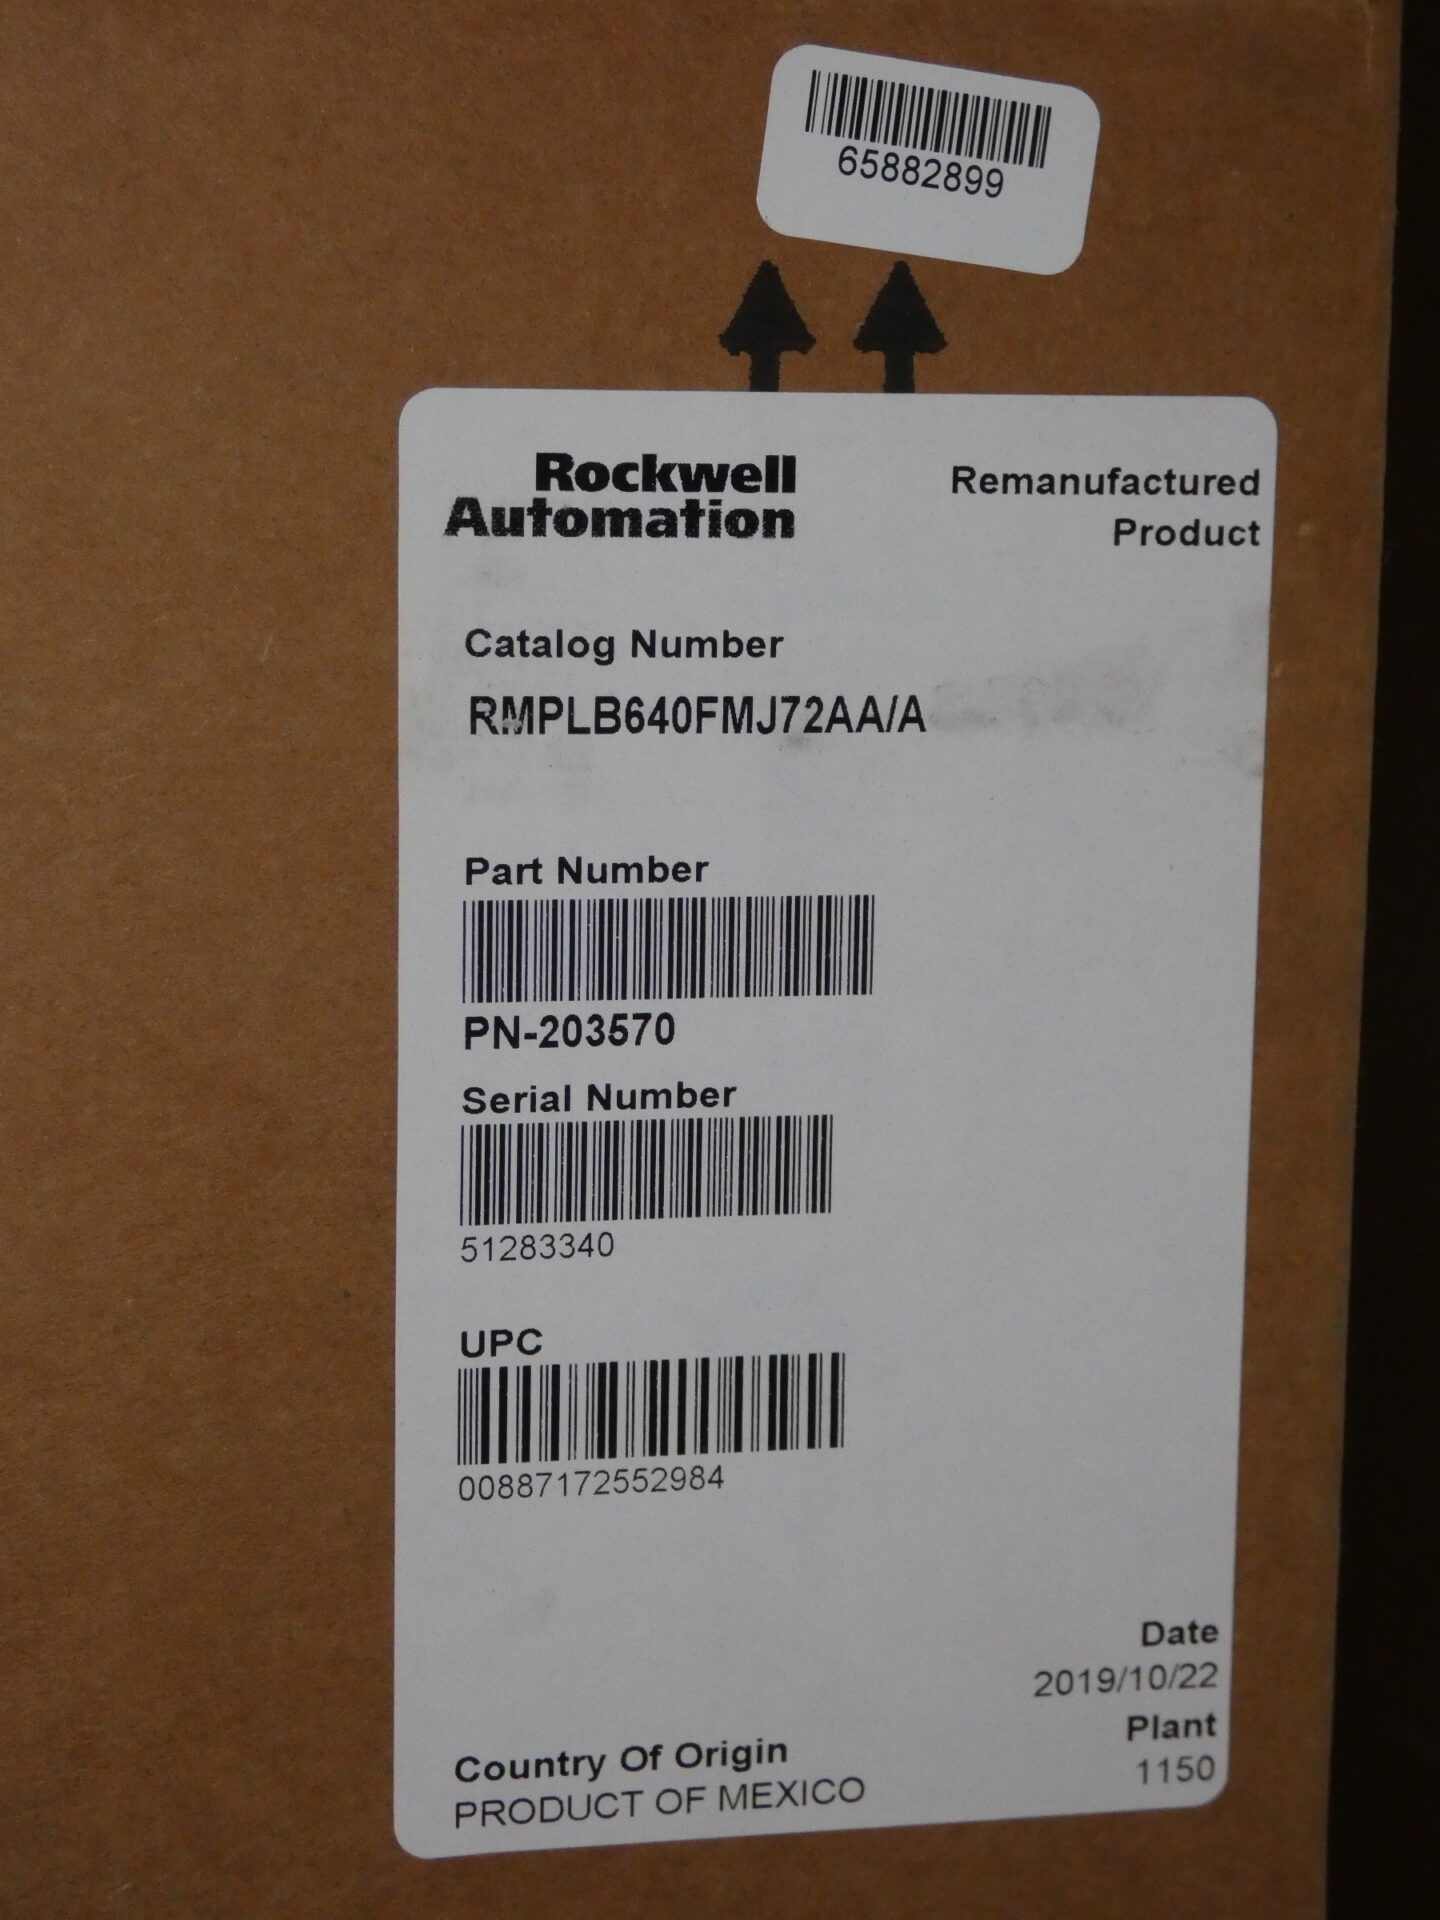 65882899
Rockwell
Automation
Remanufactured
Product
Catalog Number
RMPLB640FMJ72AA/A
Part Number
PN-203570
Serial Number
51283340
UPC
00887172552984
Date
2019/10/22
Plant
1150
Country Of Origin
PRODUCT OF MEXICO